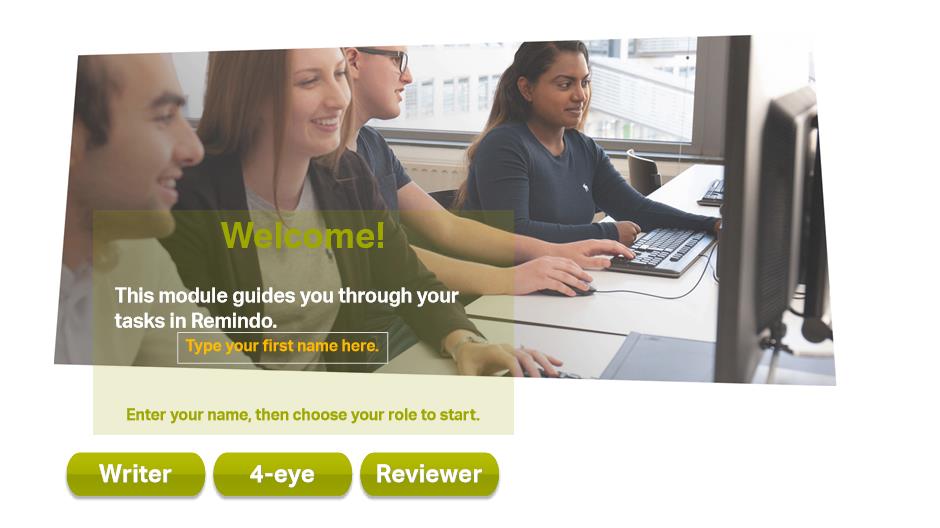 Welcome!
This module guides you through your
tasks in Remindo.
Type your first name here.
Enter your name, then choose your role to start.
Writer
4-eye
Reviewer